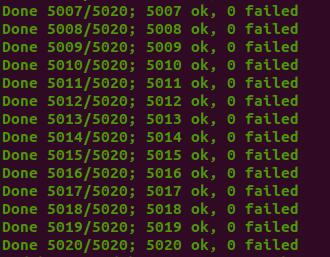 Done 5007/5020; 5007 ok, 0 failed
Done 5008/5020; 5008 ok, 0 failed
Done 5009/5020; 5009 ok, 0 failed
Done 5010/5020; 5010 ok, 0 failed
Done 5011/5020; 5011 ok, 0 failed
Done 5012/5020; 5012 ok, 0 failed
Done 5013/5020; 5013 ok, 0 failed
Done 5014/5020; 5014 ok, 0 failed
Done 5015/5020; 5015 ok, 0 failed
Done 5016/5020; 5016 ok, 0 failed
Done 5017/5020; 5017 ok, 0 failed
Done 5018/5020; 5018 ok, 0 failed
Done 5019/5020; 5019 ok, 0 failed
Done 5020/5020; 5020 ok, 0 failed